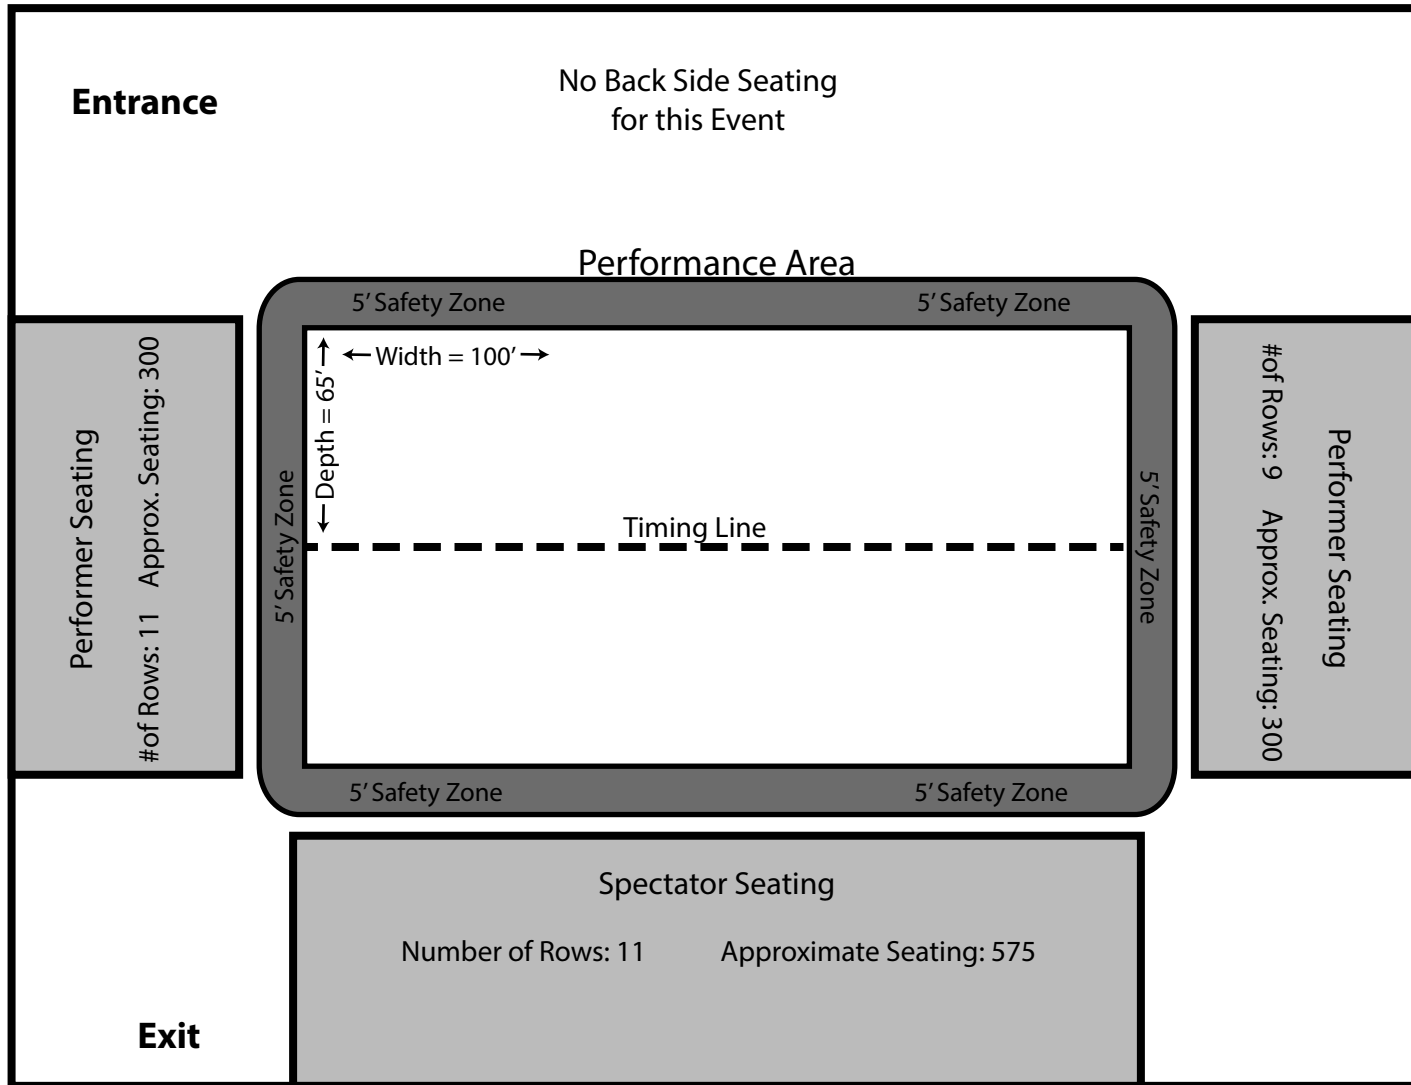 Entrance
No Back Side Seating
for this Event
Performance Area
5' Safety Zone
5' Safety Zone
Width = 100'
Depth = 65'
Performer Seating
#of Rows: 11 Approx. Seating: 300
5' Safety Zone
Timing Line
5' Safety Zone
#of Rows: 9 Approx. Seating: 300
Performer Seating
5' Safety Zone
5' Safety Zone
Spectator Seating
Number of Rows: 11 Approximate Seating: 575
Exit